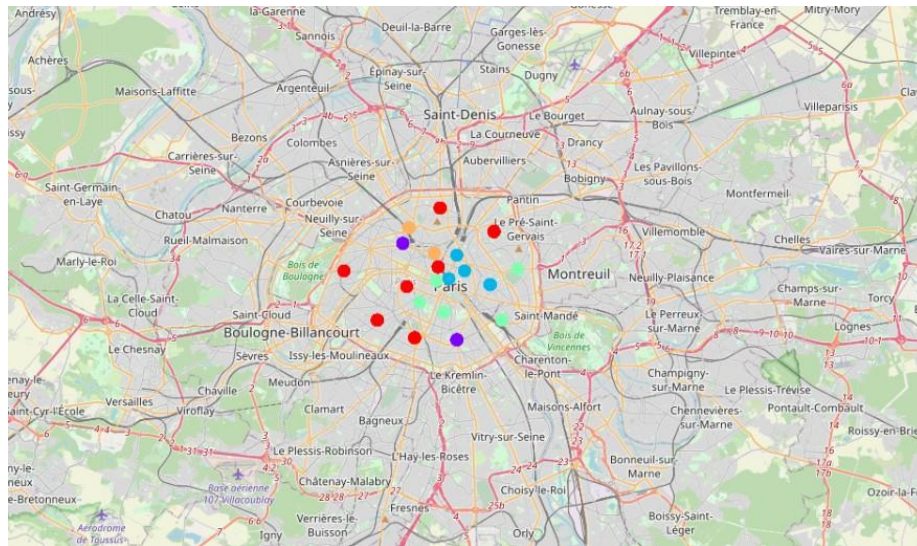 Andrésy
la-Garenne
Gonesse
Tremblay-en-
France
Mitry-Mory
Sannois
Deuil-la-Barre
Garges-lès-
Gonesse
Villepinte
Achères
Épinay-sur-
Seine
Stains
Dugny
6b
Maisons-Laffitte
Argenteuil
Saint-Denis
Le Bourget
Aulnay-sous-
Bois
Villeparisis
Bezons
Colombes
La Courneuve
Drancy
Carrières-sur-
Seine
Asnières-sur-
Seine
Aubervilliers
Bobigny
Les Pavillons-
sous-Bois
Saint-Germain-
en-Laye
Courbevoie
Pantin
Montfermeil
Chatou
Nanterre
Neuilly-sur-
Seine
Le Pré-Saint-
Gervais
Villemomble
Rueil-Malmaison
Chelles
Vaires-sur-Marne
Marly-le-Roi
Bois de
Boulogne
Montreuil
Neuilly-Plaisance
Paris
Champs-sur-
Marne
Torcy
La Celle-Saint-
Cloud
Saint-Cloud
Saint-Mandé
Le Perreux-
sur-Marne
Lognes
Boulogne-Billancourt
Bois de
Vincennes
Le Chesnay
Sèvres
Issy-les-Moulineaux
Charenton-
le-Pont
Champigny-
sur-Marne
Meudon
Le Kremlin-
Bicêtre
Le Plessis-Trévise
Versailles
Chaville
Viroflay
Clamart
Maisons-Alfort
Chennevières-
sur-Marne
Pontault-Combault
Saint-Cyr-l'École
Bagneux
Vitry-sur-Seine
Roissy-en-Brie
Le Plessis-Robinson
L'Haÿ-les-Roses
Bonneuil-sur-
Marne
Châtenay-Malabry
Choisy-le-Roi
Base aérienne
107-Villacoublay
Fresnes
Ozoir-la-
Verrières-le-
Buisson
Boissy-Saint-
Léger
Aérodrome
de Toussus
Igny
Orly